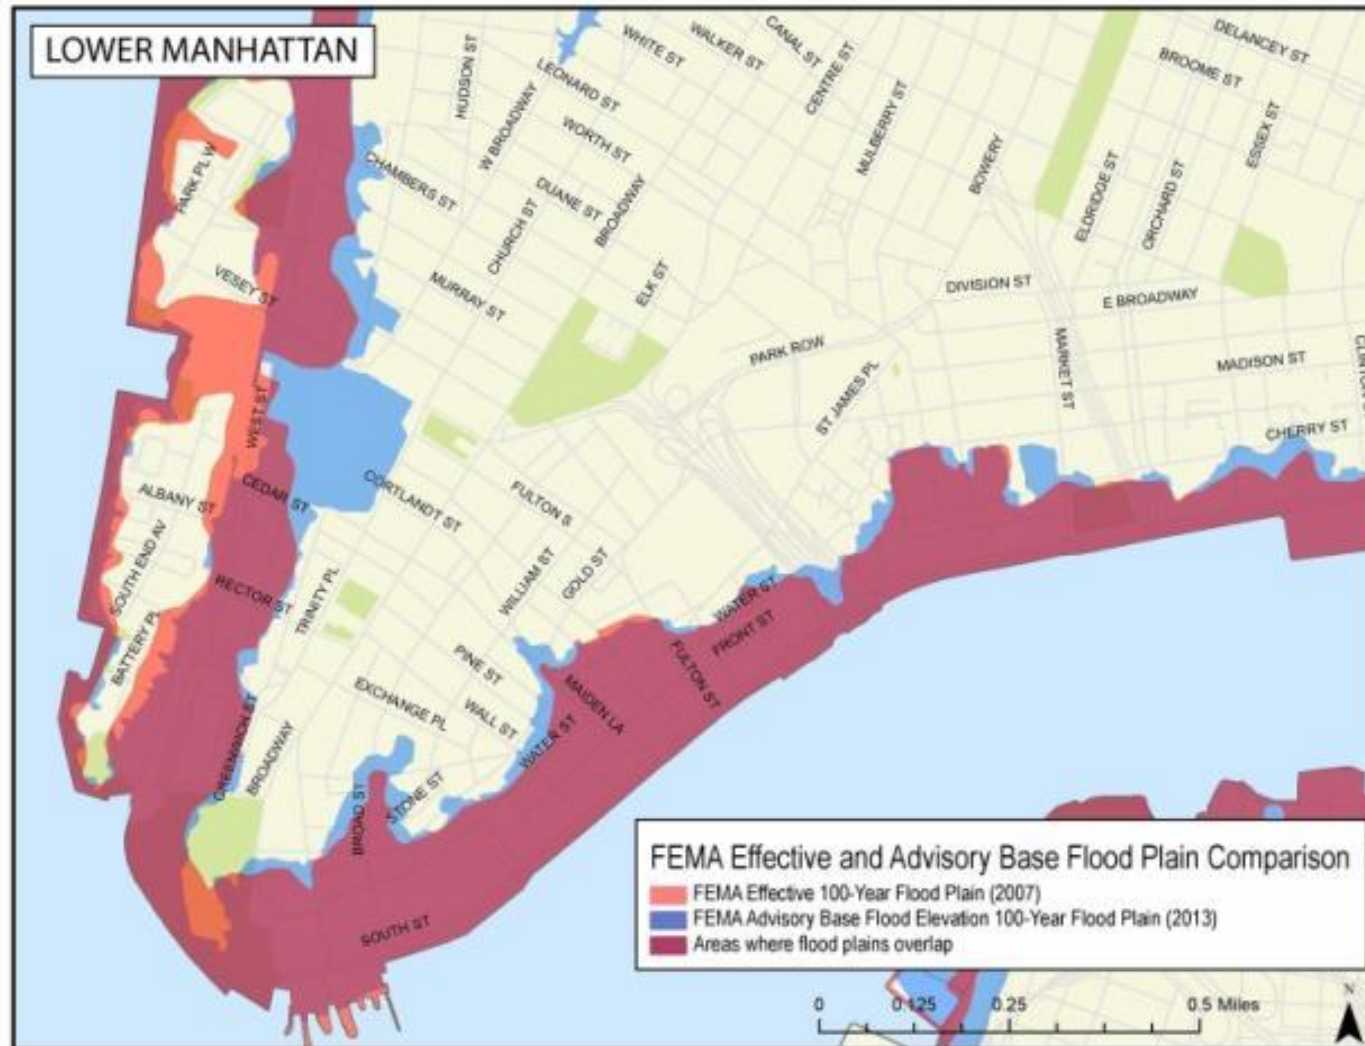 LOWER MANHATTAN
HUDSON ST
WHITE ST
WALKER ST
CANAL ST
CENTRE ST
DELANCEY ST
BROOME ST
LEONARD ST
W BROADWAY
WORTH ST
MULBERRY ST
BOWERY
ESSEX ST
ELDRIDGE ST
ORCHARD ST
PARK PL W
CHAMBERS ST
DUANE ST
BROADWAY
CHURCH ST
ELK ST
VESEY ST
MURRAY ST
DIVISION ST
E BROADWAY
PARK ROW
MARKET ST
MADISON ST
ST JAMES PL
CHERRY ST
WEST ST
CEDAR ST
CORTLANDT ST
FULTON S
ALBANY ST
SOUTH END AV
WILLIAM ST
GOLD ST
RECTOR ST
TRINITY PL
WATER ST
FRONT ST
BATTERY PL
PINE ST
FULTON ST
MAIDEN LA
EXCHANGE PL
WALL ST
WATER ST
GREENWICH ST
BROADWAY
BROAD ST
STONE ST
SOUTH ST
FEMA Effective and Advisory Base Flood Plain Comparison
FEMA Effective 100-Year Flood Plain (2007)
FEMA Advisory Base Flood Elevation 100-Year Flood Plain (2013)
Areas where flood plains overlap
0 0.125 0.25 0.5 Miles
N